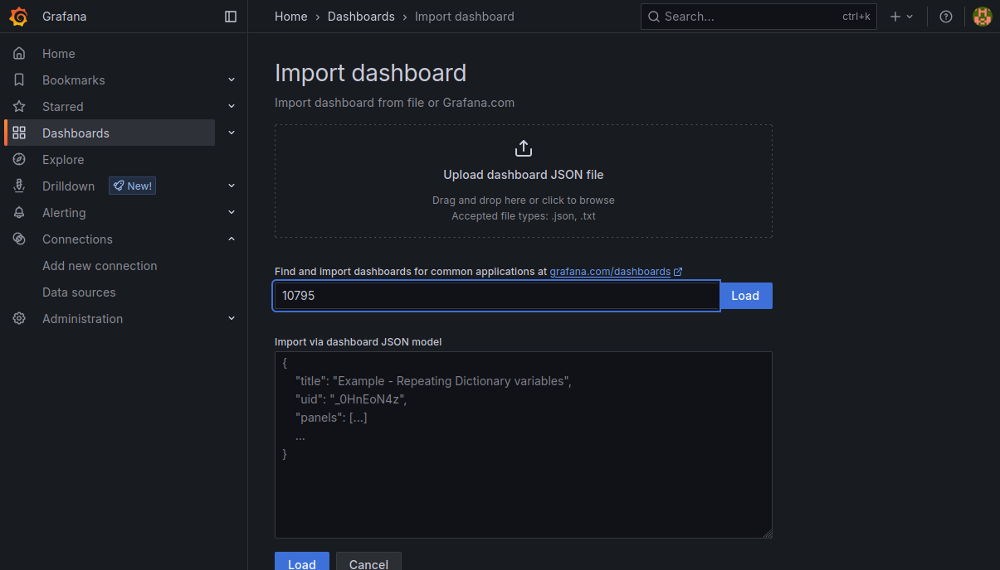 Grafana
Home › Dashboards › Import dashboard
Search... ctrl+k
Home
Bookmarks
Starred
Dashboards
Explore
Drilldown New!
Alerting
Connections
Add new connection
Data sources
Administration
Import dashboard
Import dashboard from file or Grafana.com
Upload dashboard JSON file
Drag and drop here or click to browse
Accepted file types: .json, .txt
Find and import dashboards for common applications at grafana.com/dashboards
10795 Load
Import via dashboard JSON model
{
"title": "Example - Repeating Dictionary variables",
"uid": "_0HnEoN4z",
"panels": [...]
...
}
Load Cancel